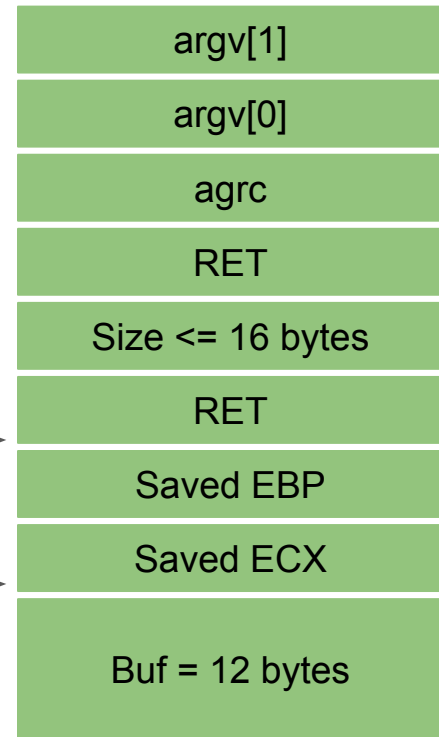 argv[1]
argv[0]
agrc
RET
Size <= 16 bytes
RET
Saved EBP
Saved ECX
Buf = 12 bytes